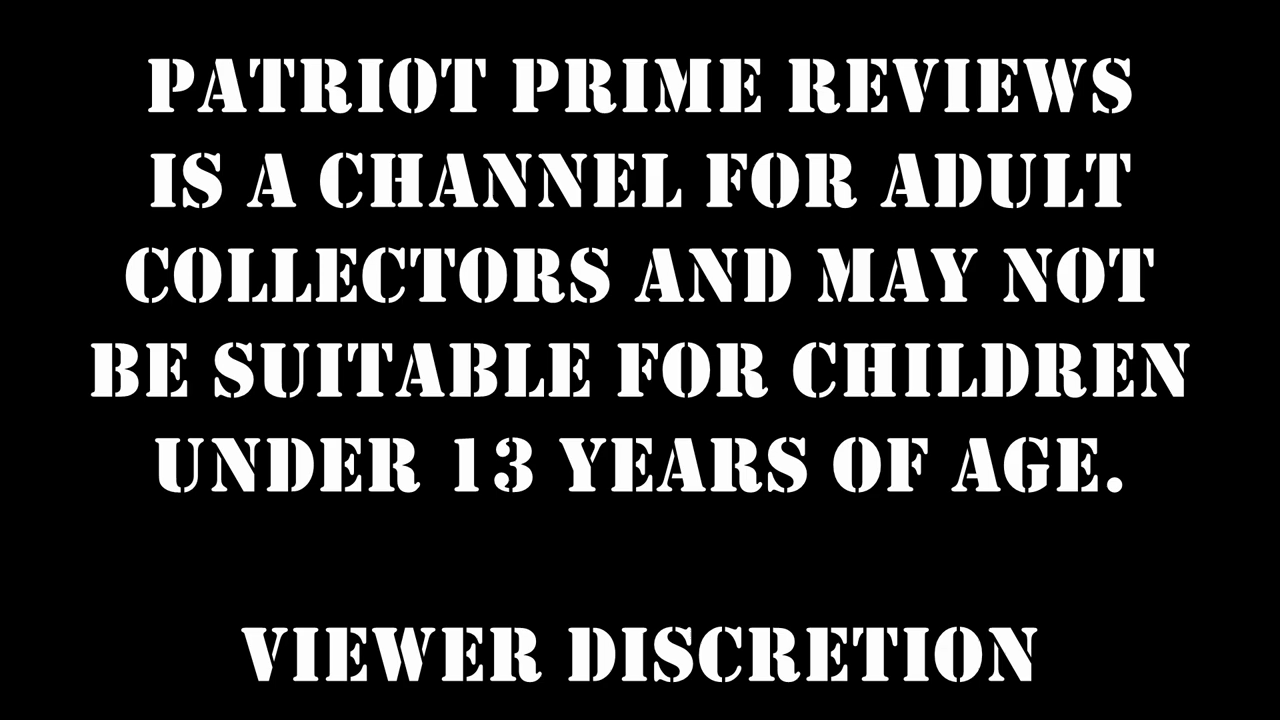 PATRIOT PRIME REVIEWS
IS A CHANNEL FOR ADULT
COLLECTORS AND MAY NOT
BE SUITABLE FOR CHILDREN
UNDER 13 YEARS OF AGE.
VIEWER DISCRETION